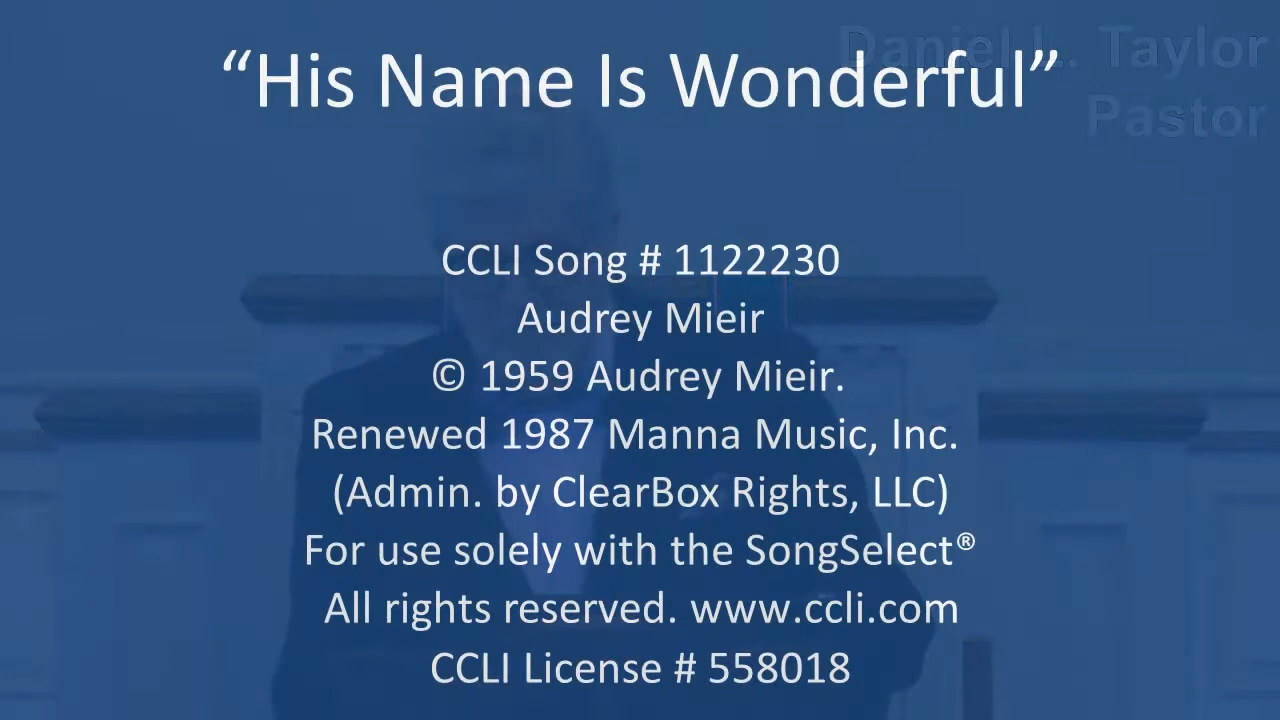 Daniel L. Taylor
Pastor
“His Name Is Wonderful”
CCLI Song # 1122230
Audrey Mieir
© 1959 Audrey Mieir.
Renewed 1987 Manna Music, Inc.
(Admin. by ClearBox Rights, LLC)
For use solely with the SongSelect®
All rights reserved. www.ccli.com
CCLI License # 558018